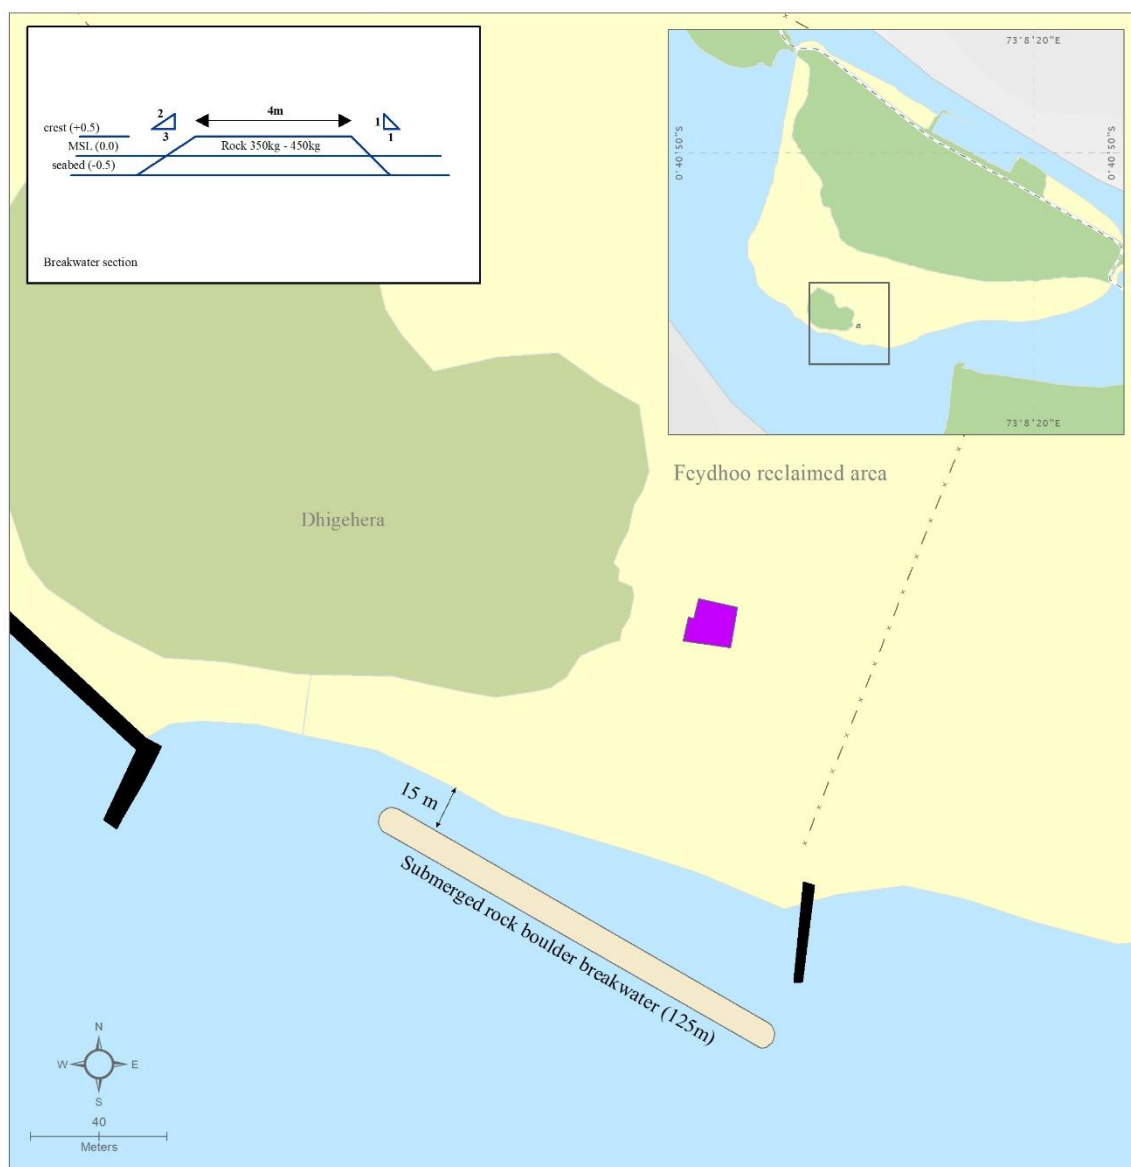 4m
2
3
1
1
crest (+0.5)
MSL (0.0)
Rock 350kg - 450kg
seabed (-0.5)
Breakwater section
73°8'20"E
0°40'50"S
0°40'50"S
73°8'20"E
Feydhoo reclaimed area
Dhigehera
15 m
Submerged rock boulder breakwater (125m)
N
W
E
S
40
Meters